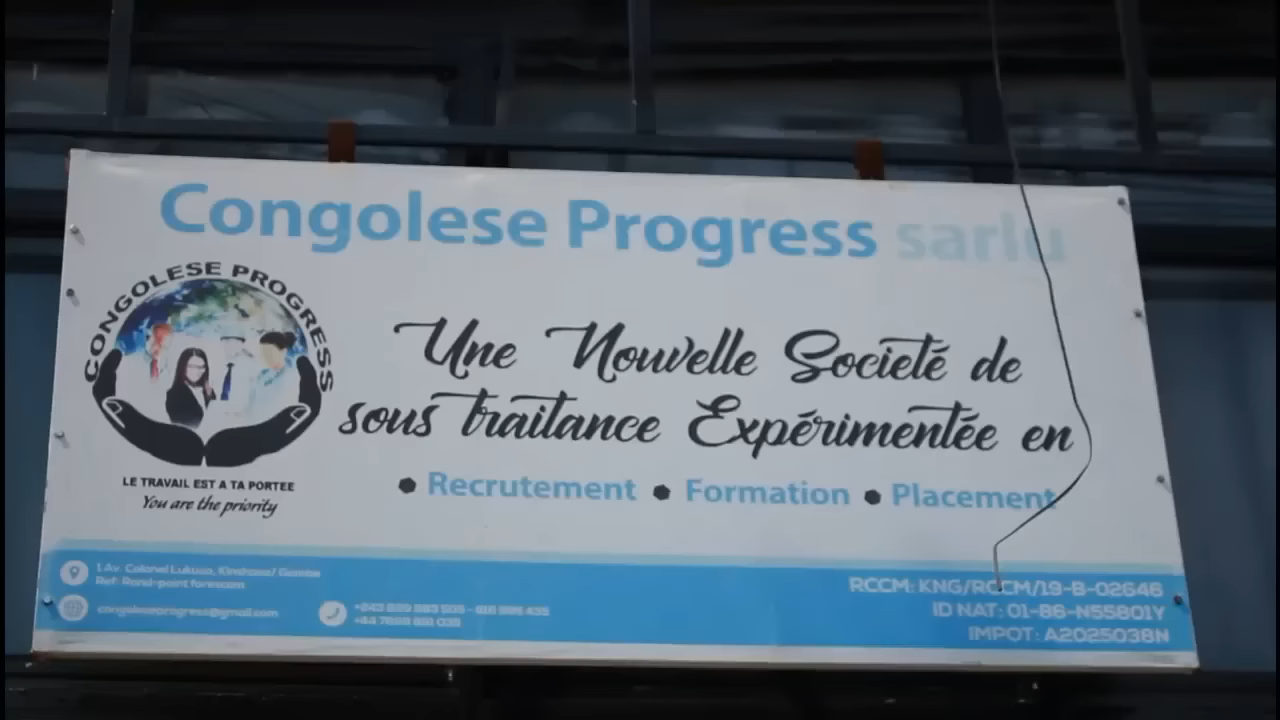 Congolese Progress sarlu
CONGOLESE PROGRESS
Une Nouvelle Societé de
sous traitance Expérimentée en
• Recrutement • Formation • Placement
LE TRAVAIL EST A TA PORTEE
You are the priority
1 Av. Colonel Lukusa, Kinshasa/ Gombe
Ref: Rond-point forescom
congoleseprogress@gmail.com
RCCM: KNG/RCCM/19-B-02646
ID NAT: 01-86-N55801Y
IMPOT: A2025038N